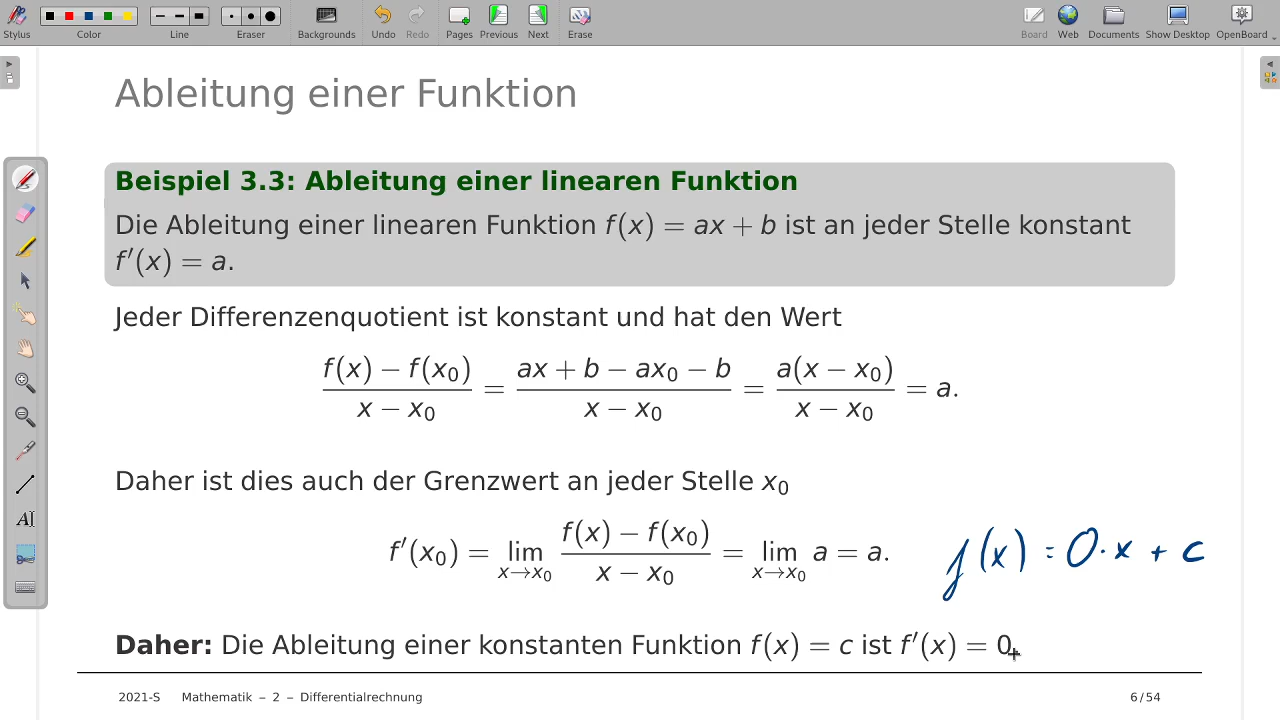 Stylus Color Line Eraser Backgrounds Undo Redo Pages Previous Next Erase Board Web Documents Show Desktop OpenBoard
Ableitung einer Funktion
Beispiel 3.3: Ableitung einer linearen Funktion
Die Ableitung einer linearen Funktion f(x) = ax + b ist an jeder Stelle konstant
f′(x) = a.
Jeder Differenzenquotient ist konstant und hat den Wert
(f(x) − f(x₀))/(x − x₀) = (ax + b − ax₀ − b)/(x − x₀) = (a(x − x₀))/(x − x₀) = a.
Daher ist dies auch der Grenzwert an jeder Stelle x₀
f′(x₀) = lim x→x₀ (f(x) − f(x₀))/(x − x₀) = lim x→x₀ a = a.
f(x) = 0·x + c
Daher: Die Ableitung einer konstanten Funktion f(x) = c ist f′(x) = 0.
2021-S Mathematik – 2 – Differentialrechnung 6 / 54